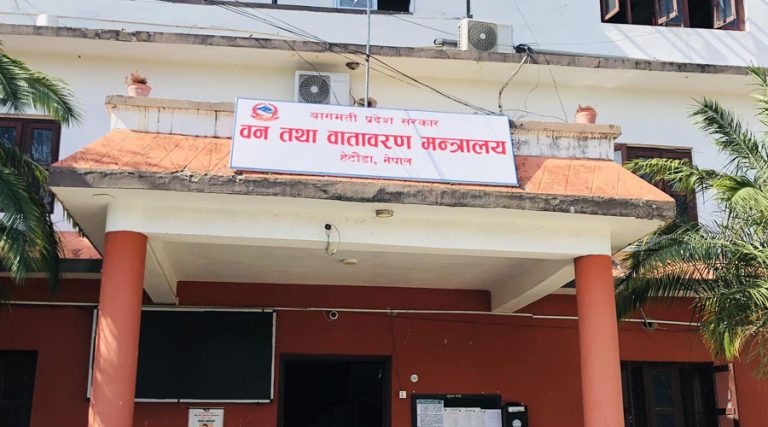 बागमती प्रदेश सरकार
वन तथा वातावरण मन्त्रालय
हेटौंडा, नेपाल